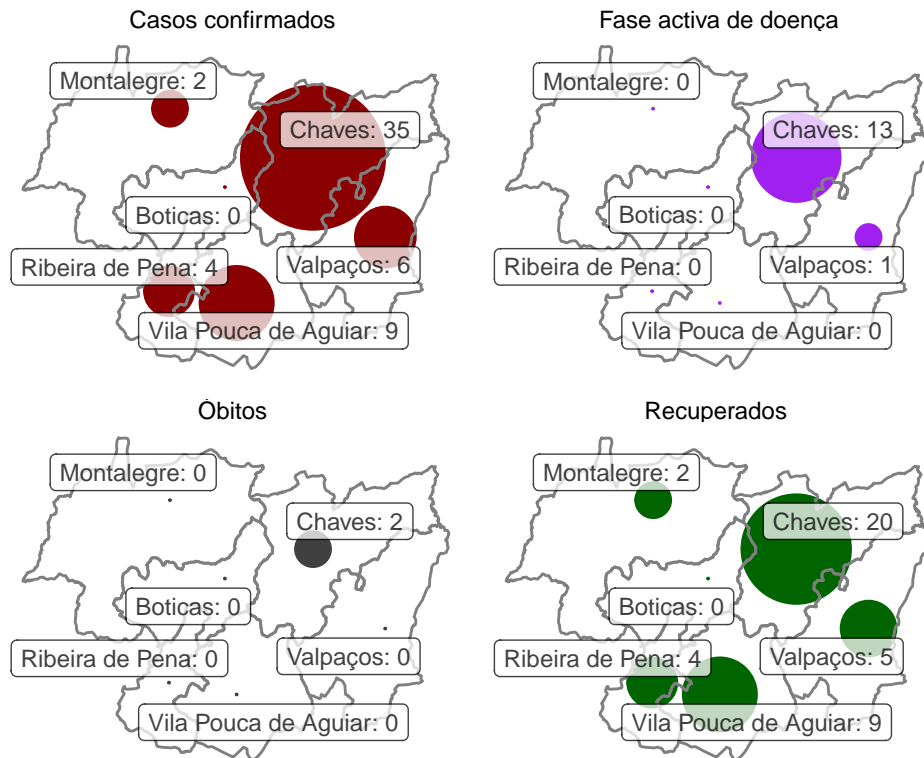 Casos confirmados
Montalegre: 2
Chaves: 35
Boticas: 0
Ribeira de Pena: 4
Valpaços: 6
Vila Pouca de Aguiar: 9
Fase activa de doença
Montalegre: 0
Chaves: 13
Boticas: 0
Ribeira de Pena: 0
Valpaços: 1
Vila Pouca de Aguiar: 0
Óbitos
Montalegre: 0
Chaves: 2
Boticas: 0
Ribeira de Pena: 0
Valpaços: 0
Vila Pouca de Aguiar: 0
Recuperados
Montalegre: 2
Chaves: 20
Boticas: 0
Ribeira de Pena: 4
Valpaços: 5
Vila Pouca de Aguiar: 9